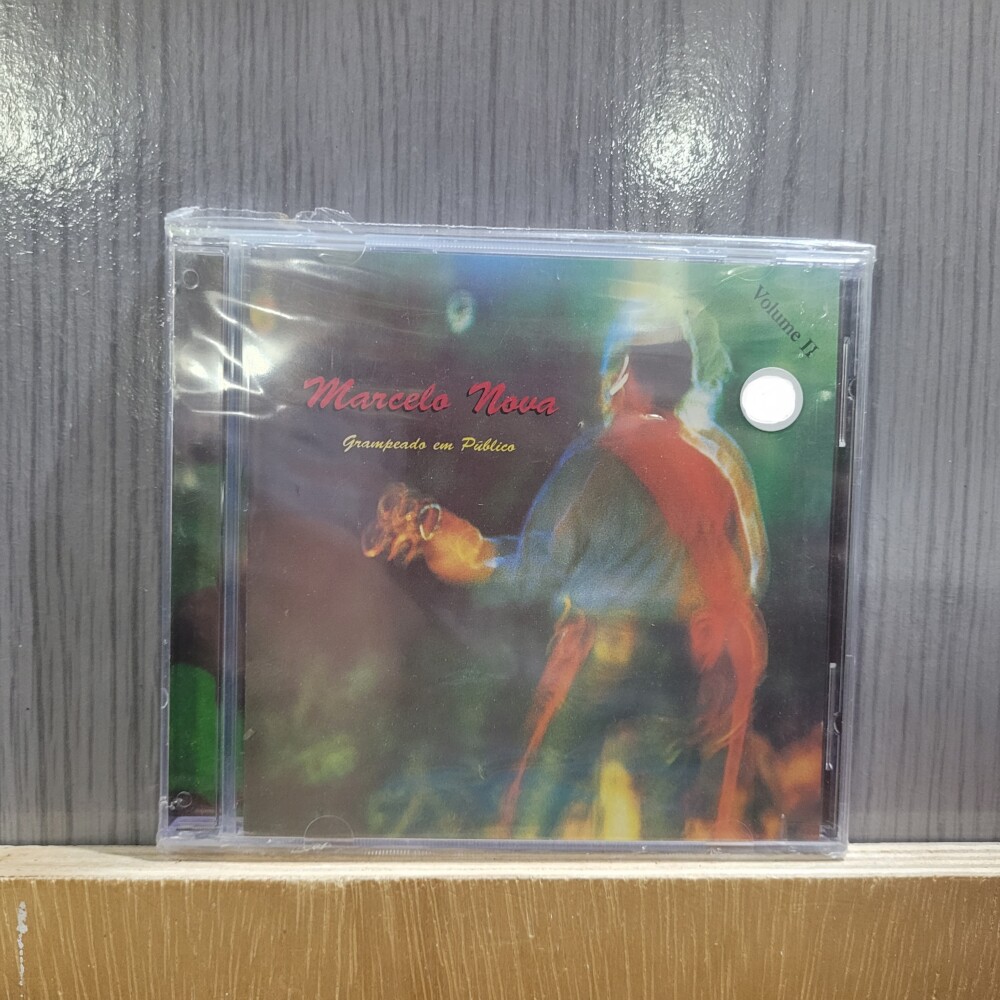 Volume II
Marcelo Nova
Grampeado em Público